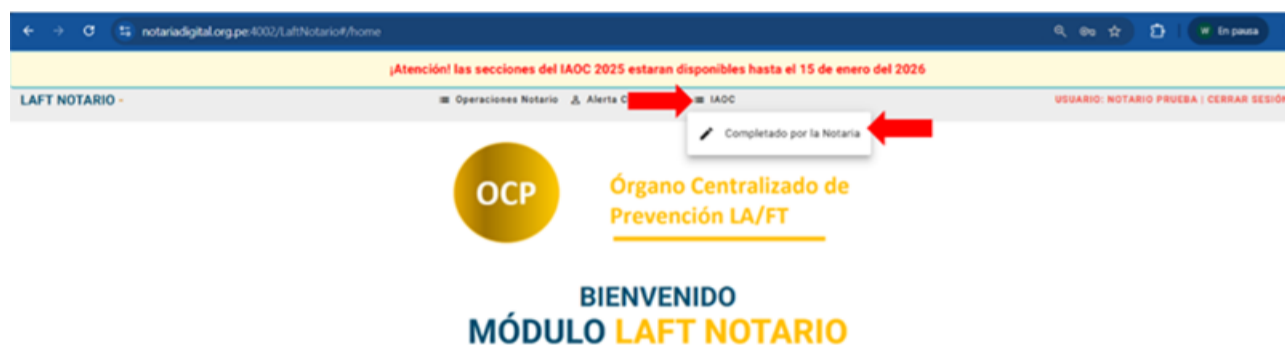 notariadigital.org.pe:4002/LaftNotario#/home
W En pausa
¡Atención! las secciones del IAOC 2025 estaran disponibles hasta el 15 de enero del 2026
LAFT NOTARIO -
Operaciones Notario Alerta C IAOC
USUARIO: NOTARIO PRUEBA | CERRAR SESIÓN
Completado por la Notaria
OCP
Órgano Centralizado de
Prevención LA/FT
BIENVENIDO
MÓDULO LAFT NOTARIO